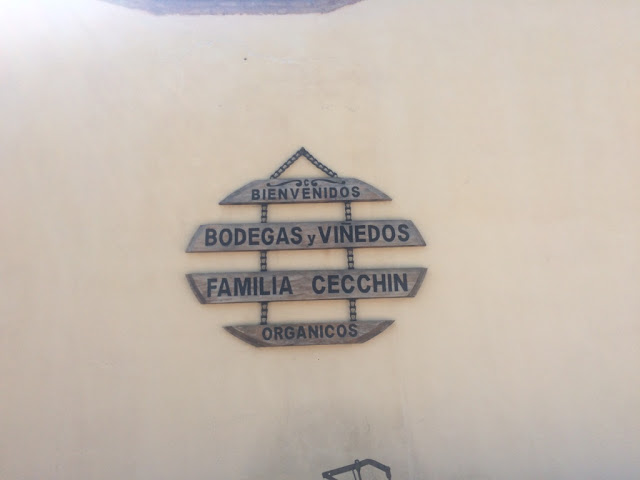 BIENVENIDOS
BODEGAS y VIÑEDOS
FAMILIA CECCHIN
ORGANICOS